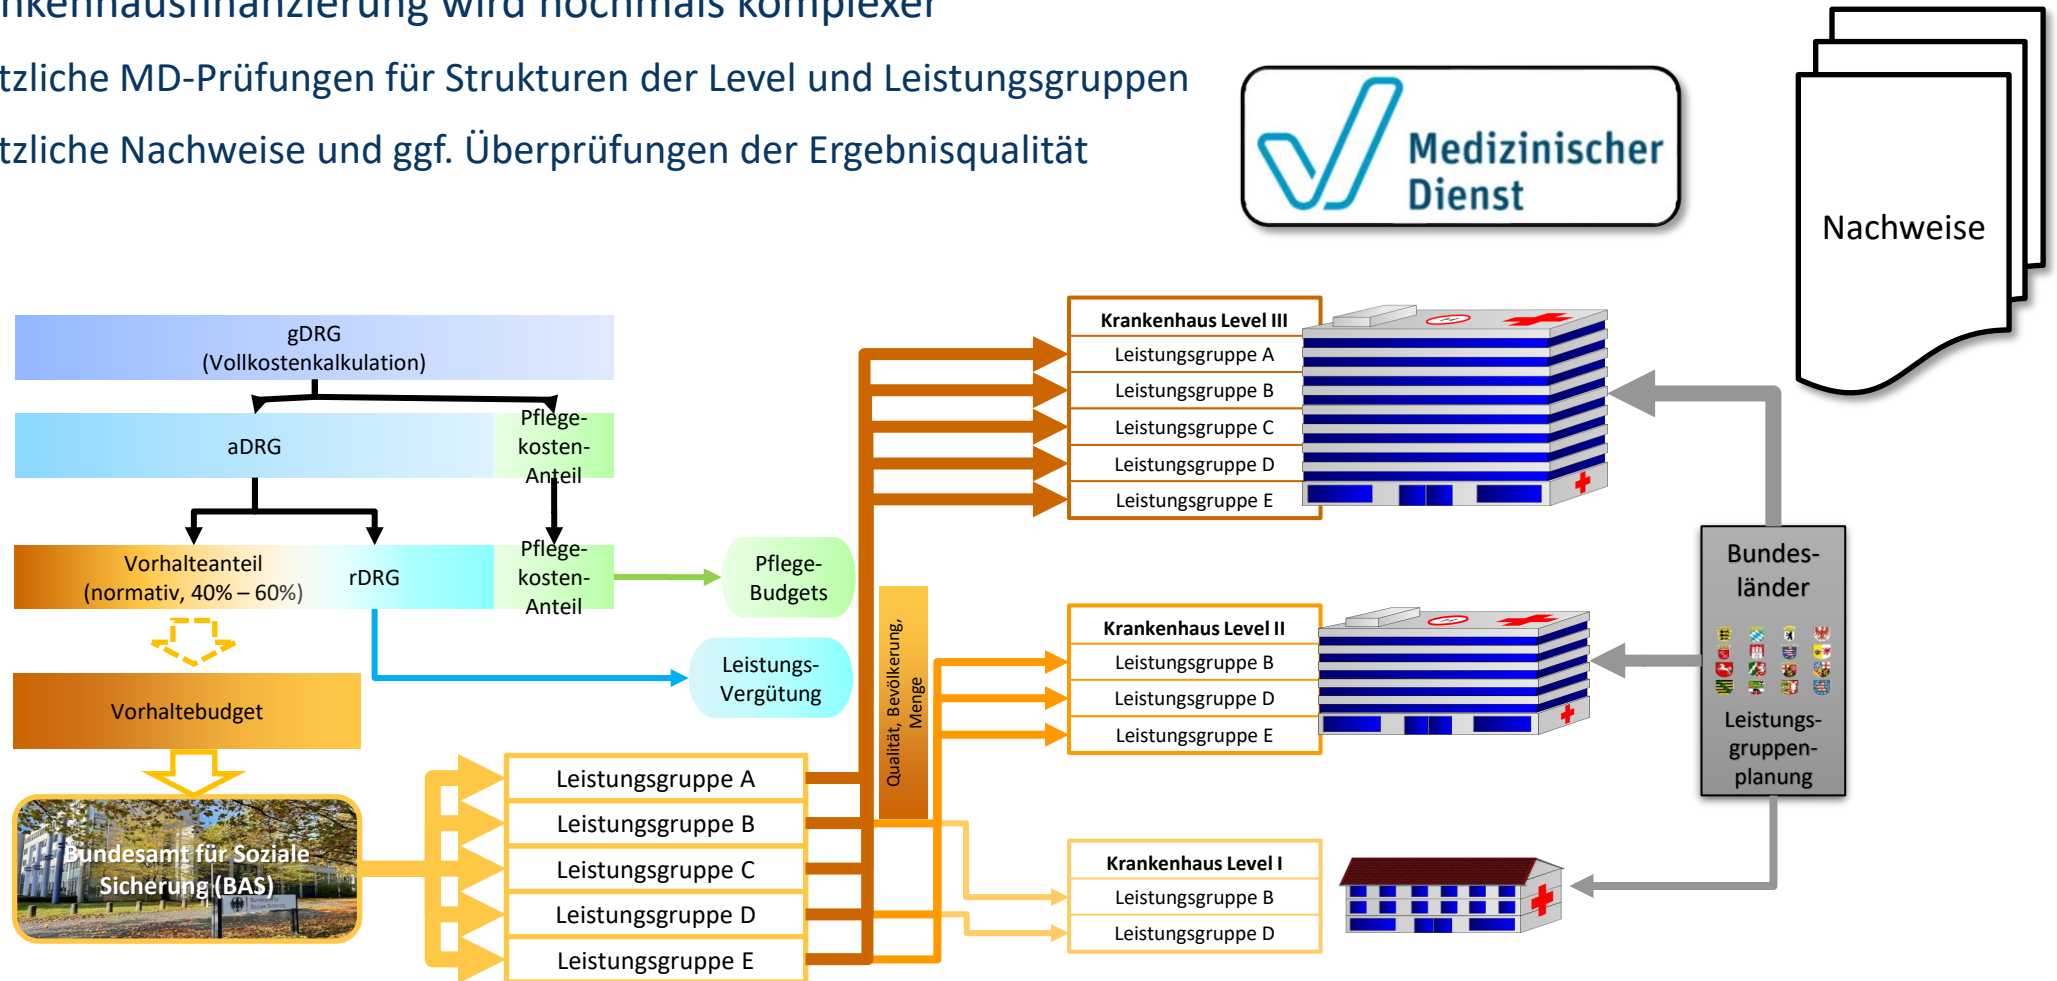 nkenhausfinanzierung wird nochmals komplexer
tzliche MD-Prüfungen für Strukturen der Level und Leistungsgruppen
tzliche Nachweise und ggf. Überprüfungen der Ergebnisqualität
Medizinischer
Dienst
Nachweise
gDRG
(Vollkostenkalkulation)
aDRG
Pflege-
kosten-
Anteil
Vorhalteanteil
(normativ, 40% – 60%)
rDRG
Pflege-
kosten-
Anteil
Pflege-
Budgets
Leistungs-
Vergütung
Vorhaltebudget
Bundesamt für Soziale
Sicherung (BAS)
Leistungsgruppe A
Leistungsgruppe B
Leistungsgruppe C
Leistungsgruppe D
Leistungsgruppe E
Qualität, Bevölkerung,
Menge
Krankenhaus Level III
Leistungsgruppe A
Leistungsgruppe B
Leistungsgruppe C
Leistungsgruppe D
Leistungsgruppe E
Krankenhaus Level II
Leistungsgruppe B
Leistungsgruppe D
Leistungsgruppe E
Krankenhaus Level I
Leistungsgruppe B
Leistungsgruppe D
Bundes-
länder
Leistungs-
gruppen-
planung